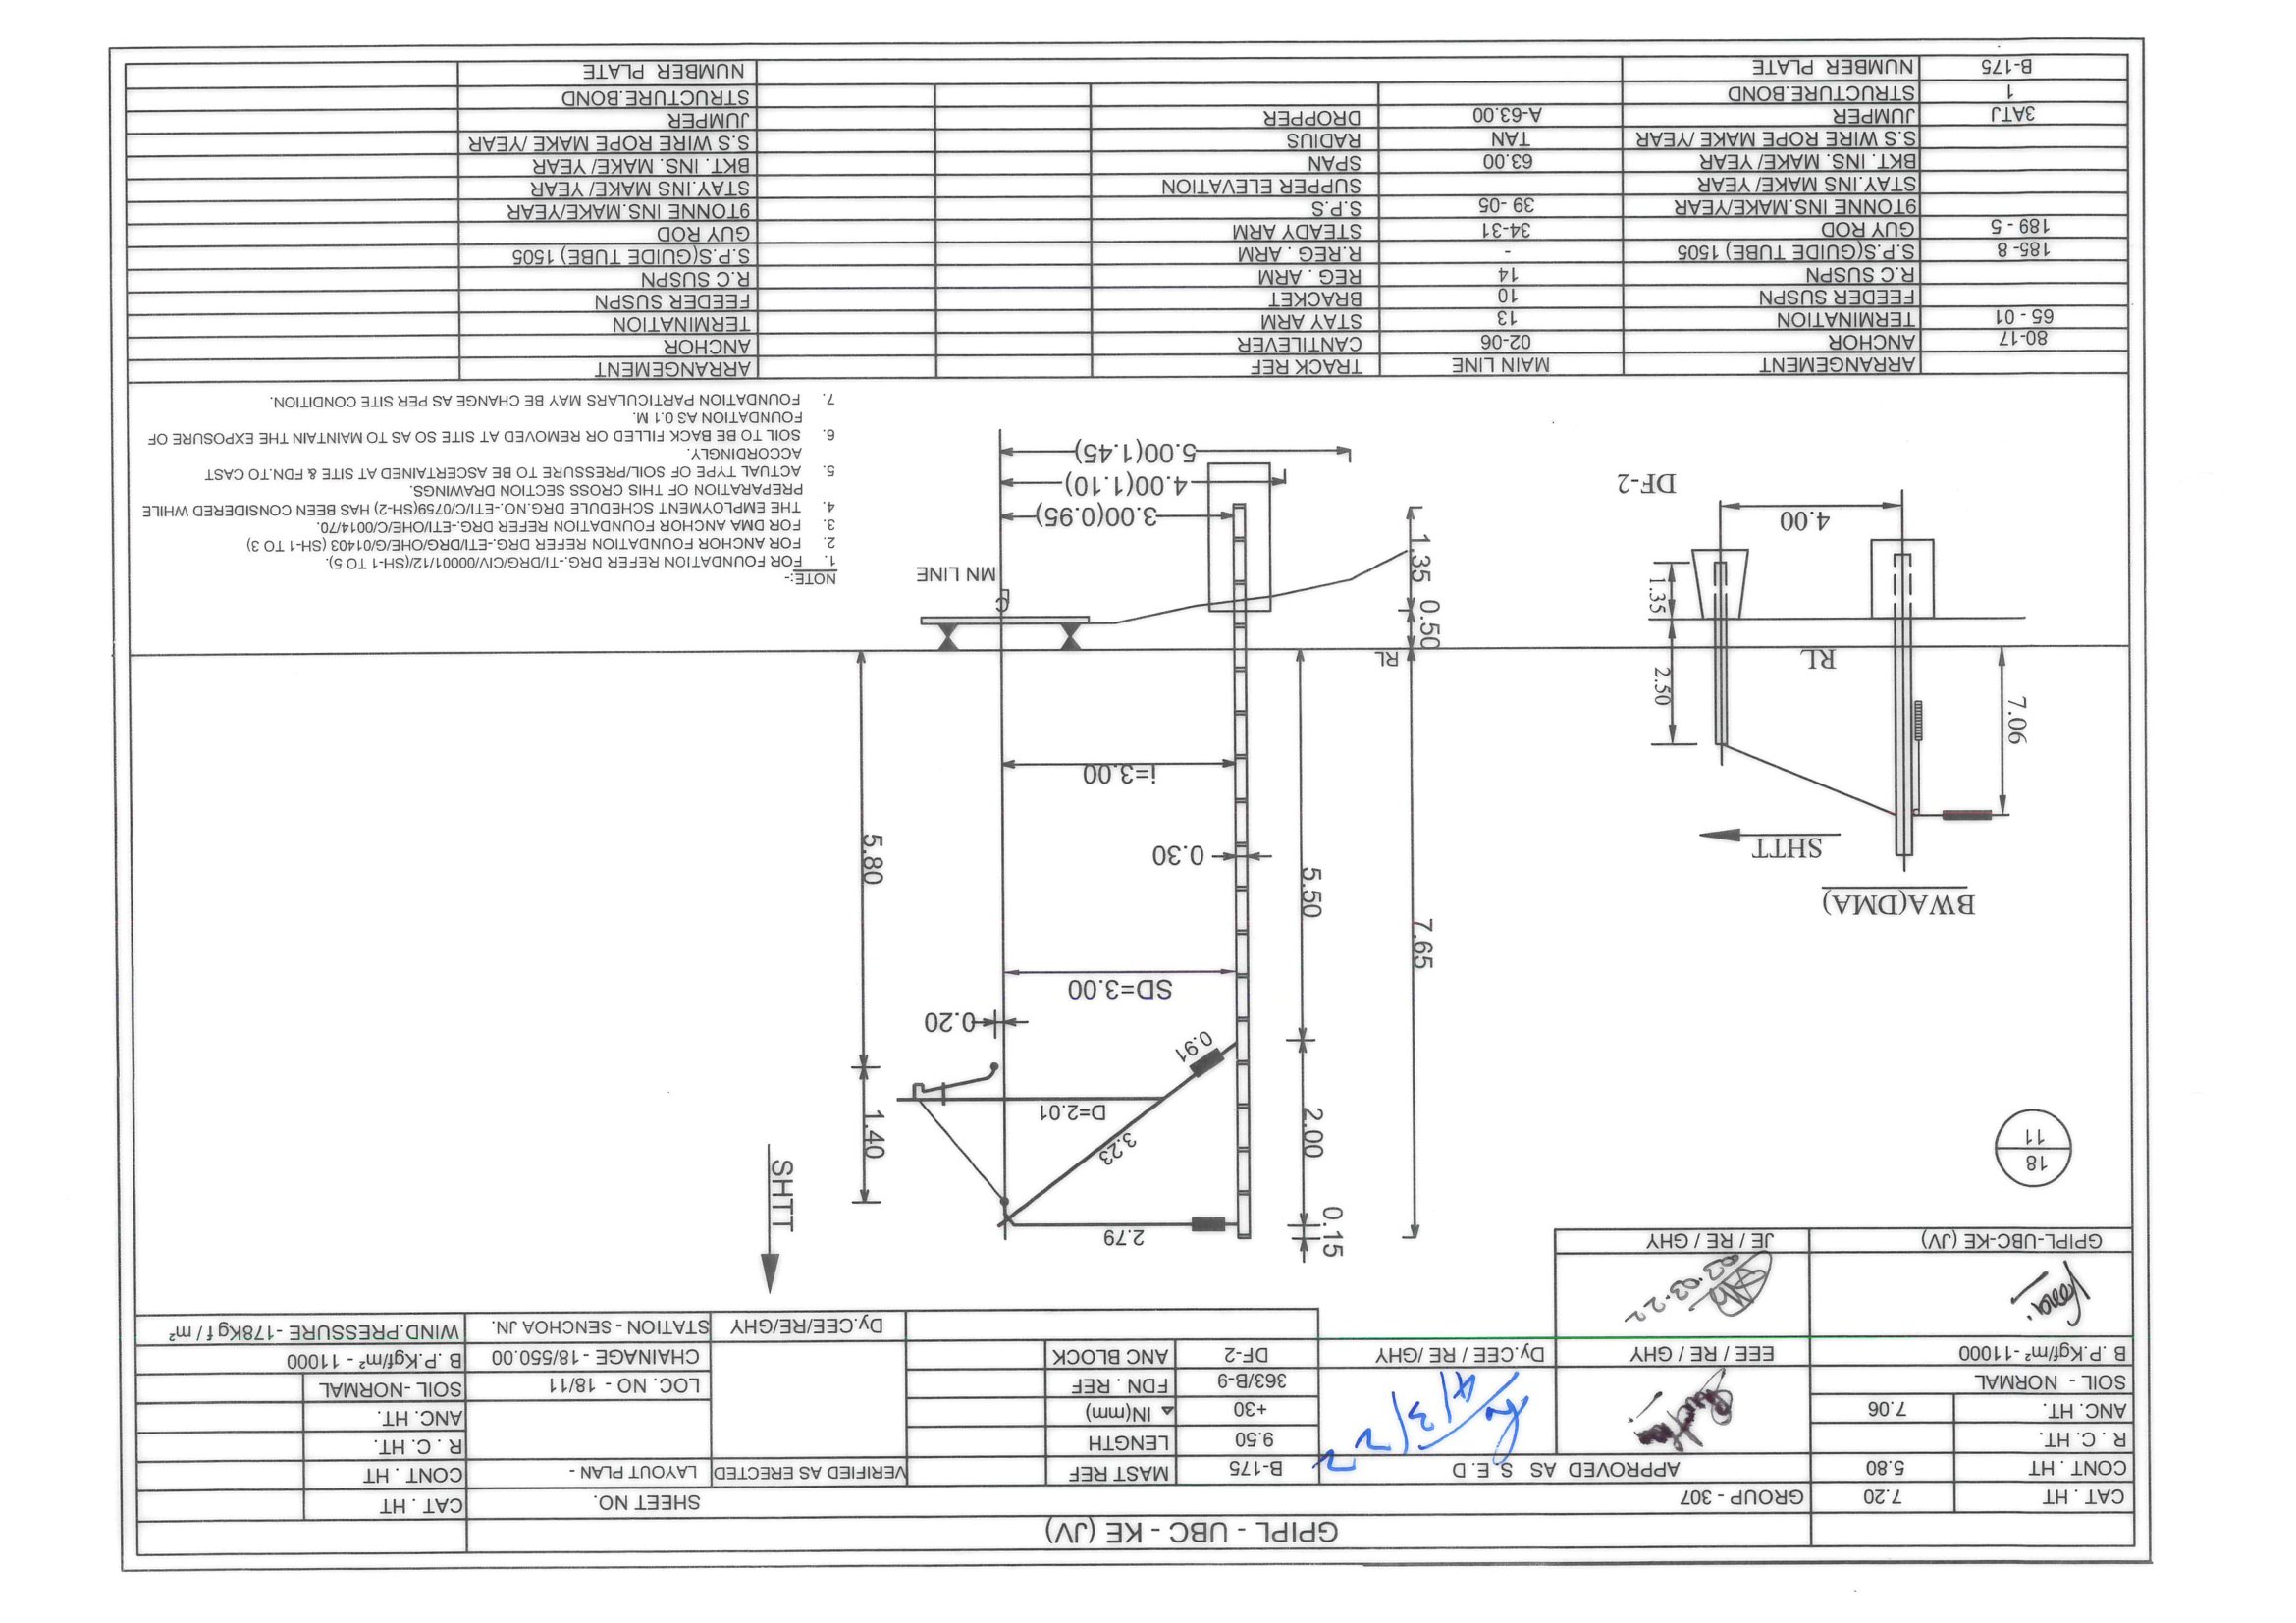 GPIPL - UBC - KE (JV)
CAT . HT 7.20 GROUP - 307 SHEET NO. CAT . HT
CONT . HT 5.80 APPROVED AS S. E. D B-175 MAST REF VERIFIED AS ERECTED LAYOUT PLAN - CONT . HT
R . C. HT. 9.50 LENGTH R . C. HT.
ANC. HT. 7.06 +30 △ IN(mm) ANC. HT.
4/3/22
SOIL - NORMAL 363/B-9 FDN . REF LOC. NO - 18/11 SOIL -NORMAL
B .P.Kgf/m² -11000 EEE / RE / GHY Dy.CEE / RE /GHY DF-2 ANC BLOCK CHAINAGE - 18/550.00 B .P.Kgf/m² - 11000
Dy.CEE/RE/GHY STATION - SENCHOA JN. WIND.PRESSURE -178Kg f / m²
03.03.22
GPIPL-UBC-KE (JV) JE / RE / GHY
18
11
0.15
2.79
SHTT
2.00
3.23
1.40
D=2.01
0.91
0.20
SD=3.00
7.65
5.50
5.80
0.30
i=3.00
BWA(DMA)
SHTT
7.06
2.50
RL
1.35
4.00
DF-2
RL
0.50
1.35
CL
MN LINE
3.00(0.95)
4.00(1.10)
5.00(1.45)
NOTE:-
1. FOR FOUNDATION REFER DRG.-TI/DRG/CIV/00001/12/(SH-1 TO 5).
2. FOR ANCHOR FOUNDATION REFER DRG.-ETI/DRG/OHE/G/01403 (SH-1 TO 3)
3. FOR DMA ANCHOR FOUNDATION REFER DRG.-ETI/OHE/C/0014/70.
4. THE EMPLOYMENT SCHEDULE DRG.NO.-ETI/C/0759(SH-2) HAS BEEN CONSIDERED WHILE
PREPARATION OF THIS CROSS SECTION DRAWINGS.
5. ACTUAL TYPE OF SOIL/PRESSURE TO BE ASCERTAINED AT SITE & FDN.TO CAST
ACCORDINGLY.
6. SOIL TO BE BACK FILLED OR REMOVED AT SITE SO AS TO MAINTAIN THE EXPOSURE OF
FOUNDATION AS 0.1 M.
7. FOUNDATION PARTICULARS MAY BE CHANGE AS PER SITE CONDITION.
ARRANGEMENT MAIN LINE TRACK REF ARRANGEMENT
80-17 ANCHOR 02-06 CANTILEVER ANCHOR
65 - 01 TERMINATION 13 STAY ARM TERMINATION
FEEDER SUSPN 10 BRACKET FEEDER SUSPN
R.C SUSPN 14 REG . ARM R.C SUSPN
185- 8 S.P.S(GUIDE TUBE) 1505 - R.REG . ARM S.P.S(GUIDE TUBE) 1505
189 - 5 GUY ROD 34-31 STEADY ARM GUY ROD
9TONNE INS.MAKE/YEAR 39 -05 S.P.S 9TONNE INS.MAKE/YEAR
STAY.INS MAKE/ YEAR SUPPER ELEVATION STAY.INS MAKE/ YEAR
BKT. INS. MAKE/ YEAR 63.00 SPAN BKT. INS. MAKE/ YEAR
S.S WIRE ROPE MAKE /YEAR TAN RADIUS S.S WIRE ROPE MAKE /YEAR
3ATJ JUMPER A-63.00 DROPPER JUMPER
1 STRUCTURE.BOND STRUCTURE.BOND
B-175 NUMBER PLATE NUMBER PLATE